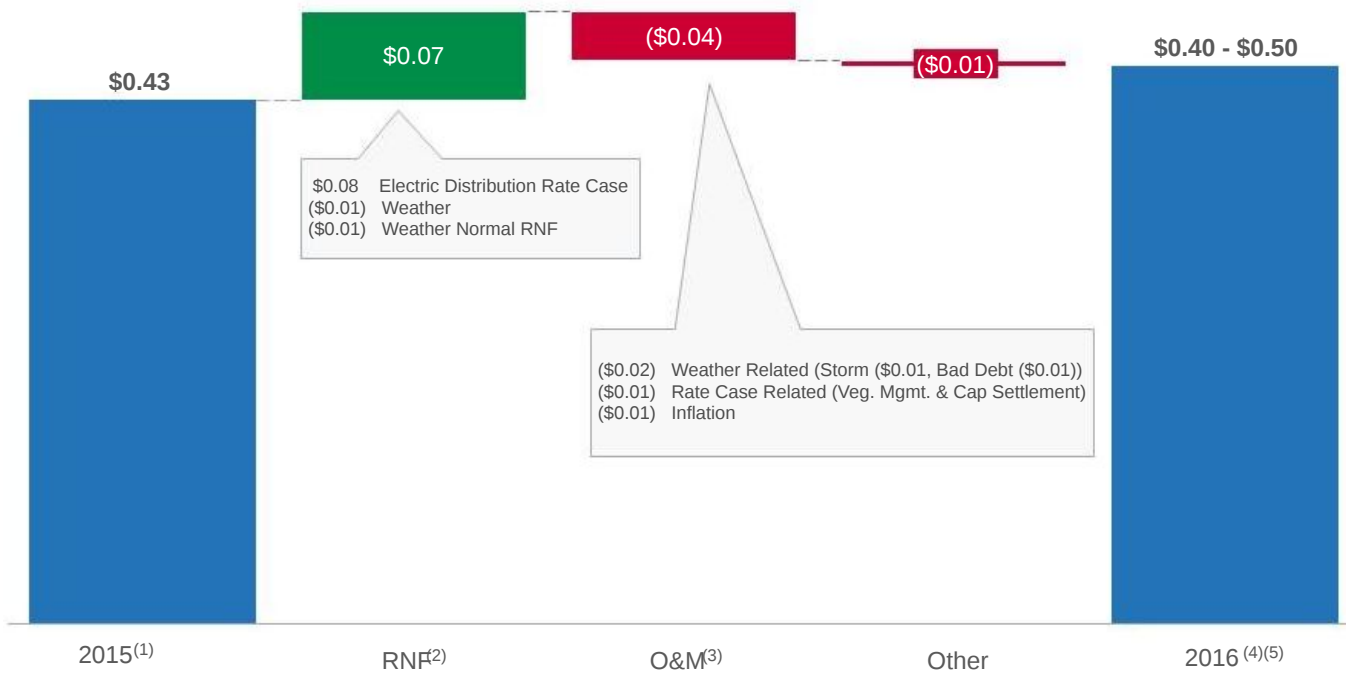 $0.43
$0.07
($0.04)
($0.01)
$0.40 - $0.50
$0.08 Electric Distribution Rate Case
($0.01) Weather
($0.01) Weather Normal RNF
($0.02) Weather Related (Storm ($0.01, Bad Debt ($0.01))
($0.01) Rate Case Related (Veg. Mgmt. & Cap Settlement)
($0.01) Inflation
2015(1)
RNF(2)
O&M(3)
Other
2016 (4)(5)